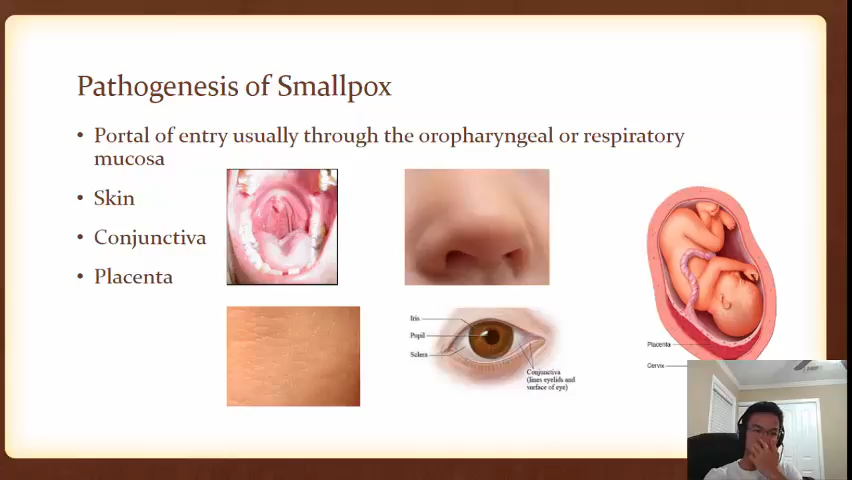 Pathogenesis of Smallpox
• Portal of entry usually through the oropharyngeal or respiratory
mucosa
• Skin
• Conjunctiva
• Placenta
Iris
Pupil
Sclera
Conjunctiva
(lines eyelids and
surface of eye)
Placenta
Cervix